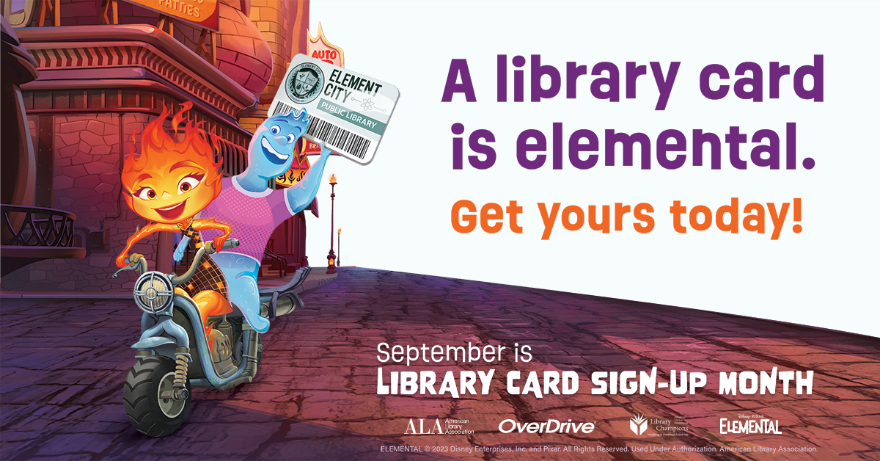 PATTIES
AUTO
ELEMENT
CITY
PUBLIC LIBRARY
A library card
is elemental.
Get yours today!
September is
LIBRARY CARD SIGN-UP MONTH
ALA American
Library
Association
OverDrive
Library
Champions
Disney · PIXAR
ELEMENTAL
ELEMENTAL © 2023 Disney Enterprises, Inc. and Pixar. All Rights Reserved. Used Under Authorization. American Library Association.